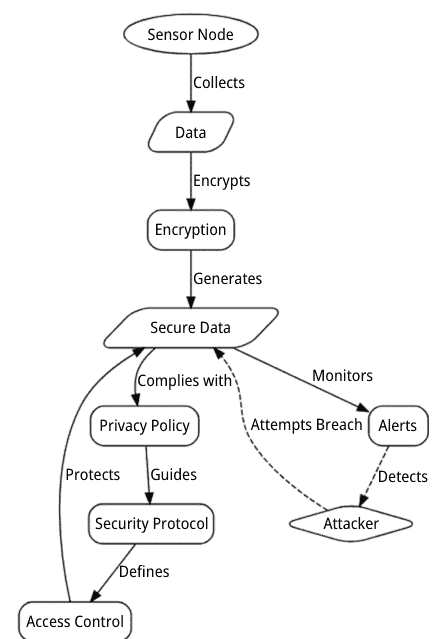 Sensor Node
Collects
Data
Encrypts
Encryption
Generates
Secure Data
Complies with
Monitors
Privacy Policy
Attempts Breach
Alerts
Protects
Guides
Detects
Security Protocol
Attacker
Defines
Access Control